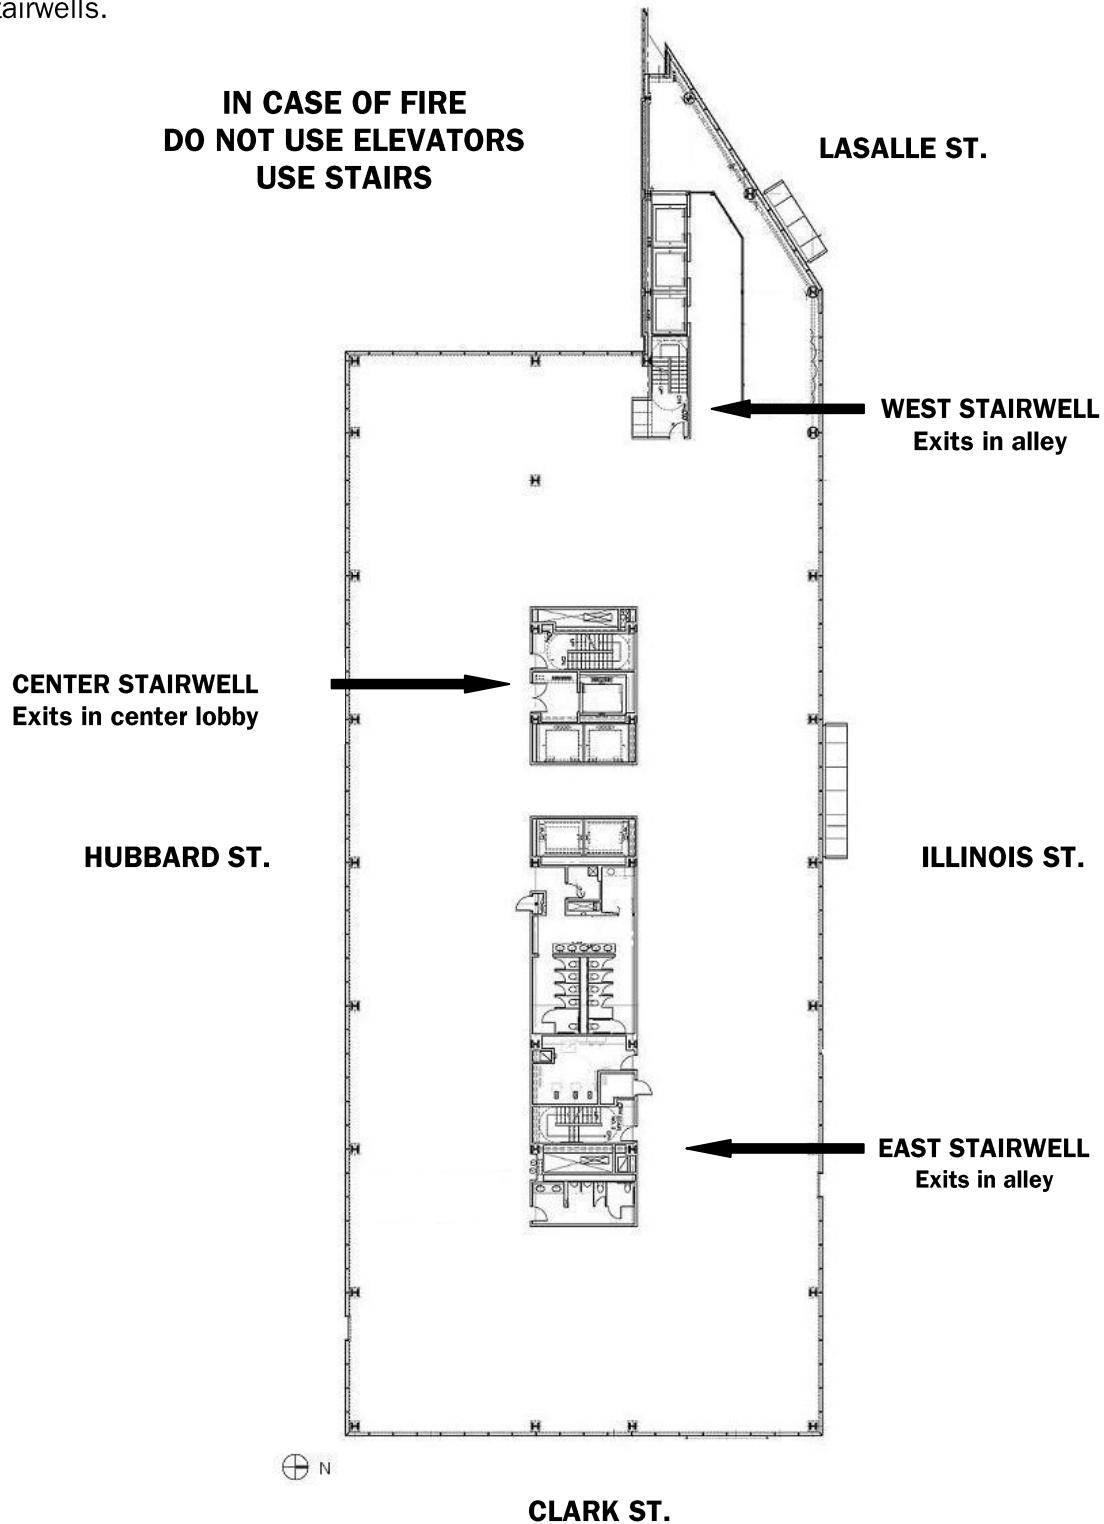 tairwells.
IN CASE OF FIRE
DO NOT USE ELEVATORS
USE STAIRS
LASALLE ST.
WEST STAIRWELL
Exits in alley
CENTER STAIRWELL
Exits in center lobby
HUBBARD ST.
ILLINOIS ST.
EAST STAIRWELL
Exits in alley
N
CLARK ST.